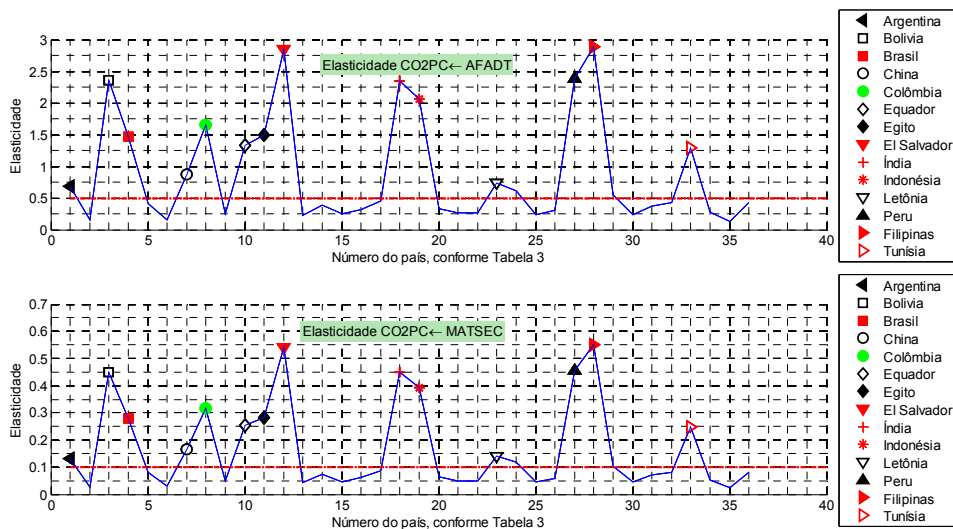 3
2.5
2
1.5
1
0.5
0
Elasticidade
Elasticidade CO2PC← AFADT
0 5 10 15 20 25 30 35 40
Número do país, conforme Tabela 3
Argentina
Bolivia
Brasil
China
Colômbia
Equador
Egito
El Salvador
Índia
Indonésia
Letônia
Peru
Filipinas
Tunísia
0.7
0.6
0.5
0.4
0.3
0.2
0.1
0
Elasticidade
Elasticidade CO2PC← MATSEC
0 5 10 15 20 25 30 35 40
Número do país, conforme Tabela 3
Argentina
Bolivia
Brasil
China
Colômbia
Equador
Egito
El Salvador
Índia
Indonésia
Letônia
Peru
Filipinas
Tunísia